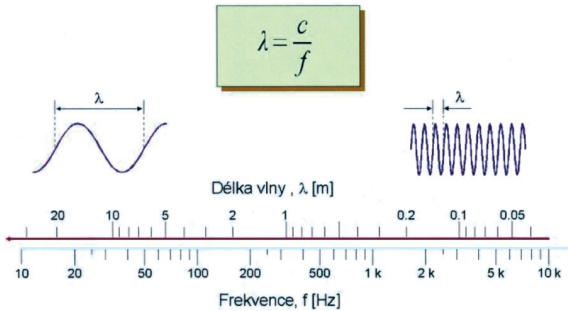 λ = c / f
λ
λ
Délka vlny , λ [m]
20 10 5 2 1 0.2 0.1 0.05
10 20 50 100 200 500 1 k 2 k 5 k 10 k
Frekvence, f [Hz]